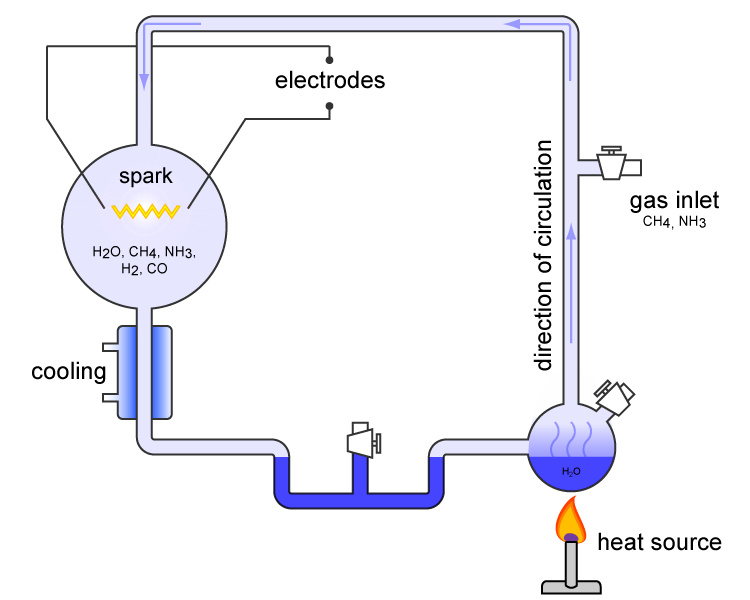 electrodes
spark
H2O, CH4, NH3,
H2, CO
direction of circulation
gas inlet
CH4, NH3
cooling
H₂O
heat source